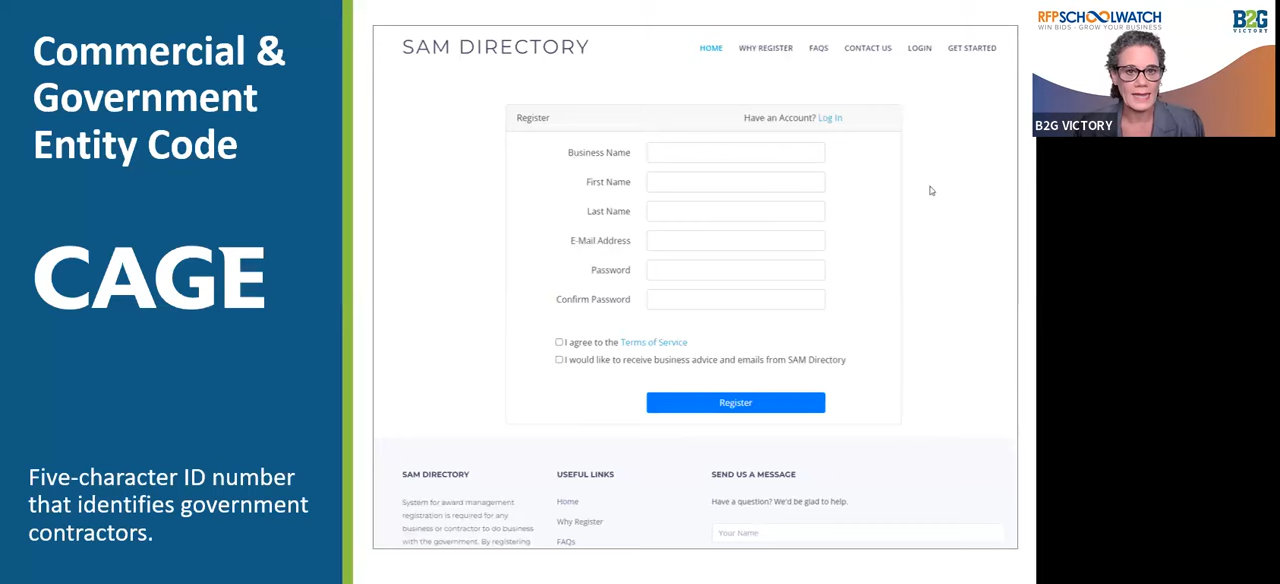 Commercial &
Government
Entity Code
CAGE
Five-character ID number
that identifies government
contractors.
SAM DIRECTORY
HOME WHY REGISTER FAQS CONTACT US LOGIN GET STARTED
Register Have an Account? Log In
Business Name
First Name
Last Name
E-Mail Address
Password
Confirm Password
I agree to the Terms of Service
I would like to receive business advice and emails from SAM Directory
Register
SAM DIRECTORY
System for award management
registration is required for any
business or contractor to do business
with the government. By registering
USEFUL LINKS
Home
Why Register
FAQs
SEND US A MESSAGE
Have a question? We'd be glad to help.
Your Name
RFPSCHOOLWATCH
WIN BIDS - GROW YOUR BUSINESS
B2G
VICTORY
B2G VICTORY